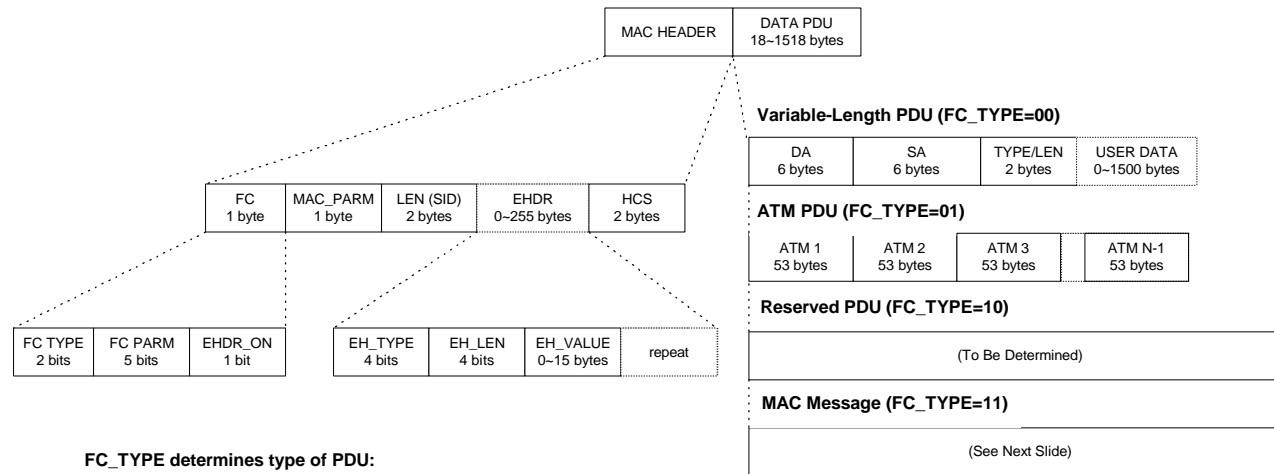 MAC HEADER
DATA PDU
18~1518 bytes
Variable-Length PDU (FC_TYPE=00)
DA
6 bytes
SA
6 bytes
TYPE/LEN
2 bytes
USER DATA
0~1500 bytes
FC
1 byte
MAC_PARM
1 byte
LEN (SID)
2 bytes
EHDR
0~255 bytes
HCS
2 bytes
ATM PDU (FC_TYPE=01)
ATM 1
53 bytes
ATM 2
53 bytes
ATM 3
53 bytes
ATM N-1
53 bytes
Reserved PDU (FC_TYPE=10)
(To Be Determined)
FC TYPE
2 bits
FC PARM
5 bits
EHDR_ON
1 bit
EH_TYPE
4 bits
EH_LEN
4 bits
EH_VALUE
0~15 bytes
repeat
MAC Message (FC_TYPE=11)
(See Next Slide)
FC_TYPE determines type of PDU: